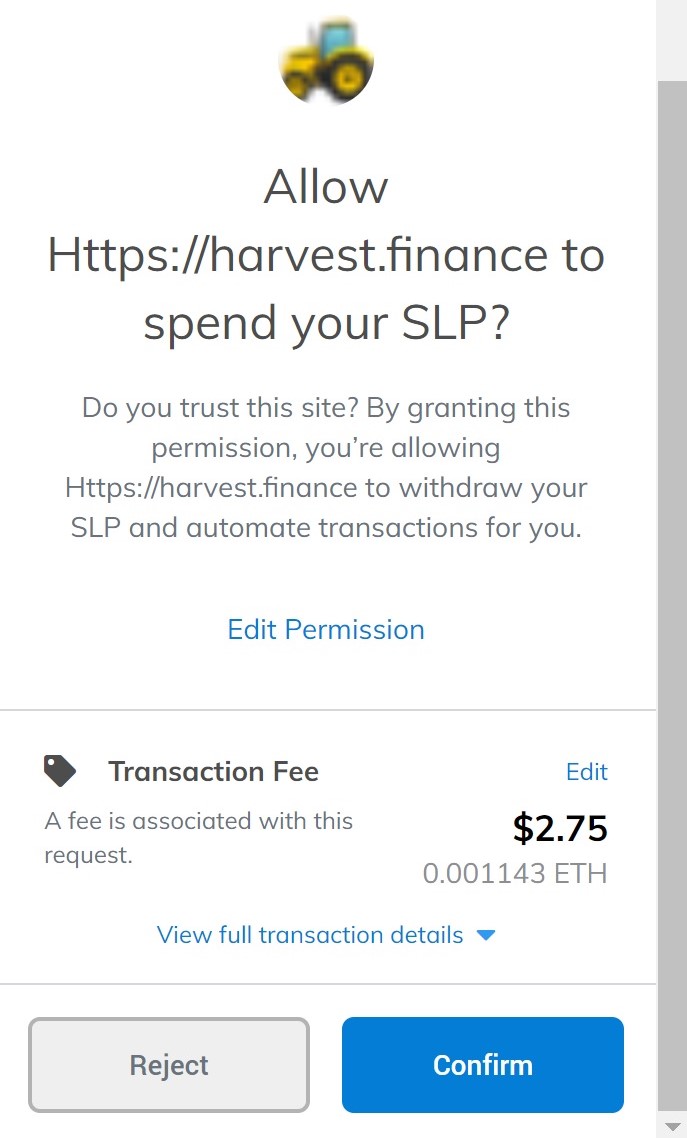 Allow
Https://harvest.finance to
spend your SLP?
Do you trust this site? By granting this
permission, you’re allowing
Https://harvest.finance to withdraw your
SLP and automate transactions for you.
Edit Permission
Transaction Fee
Edit
A fee is associated with this
request.
$2.75
0.001143 ETH
View full transaction details
Reject
Confirm